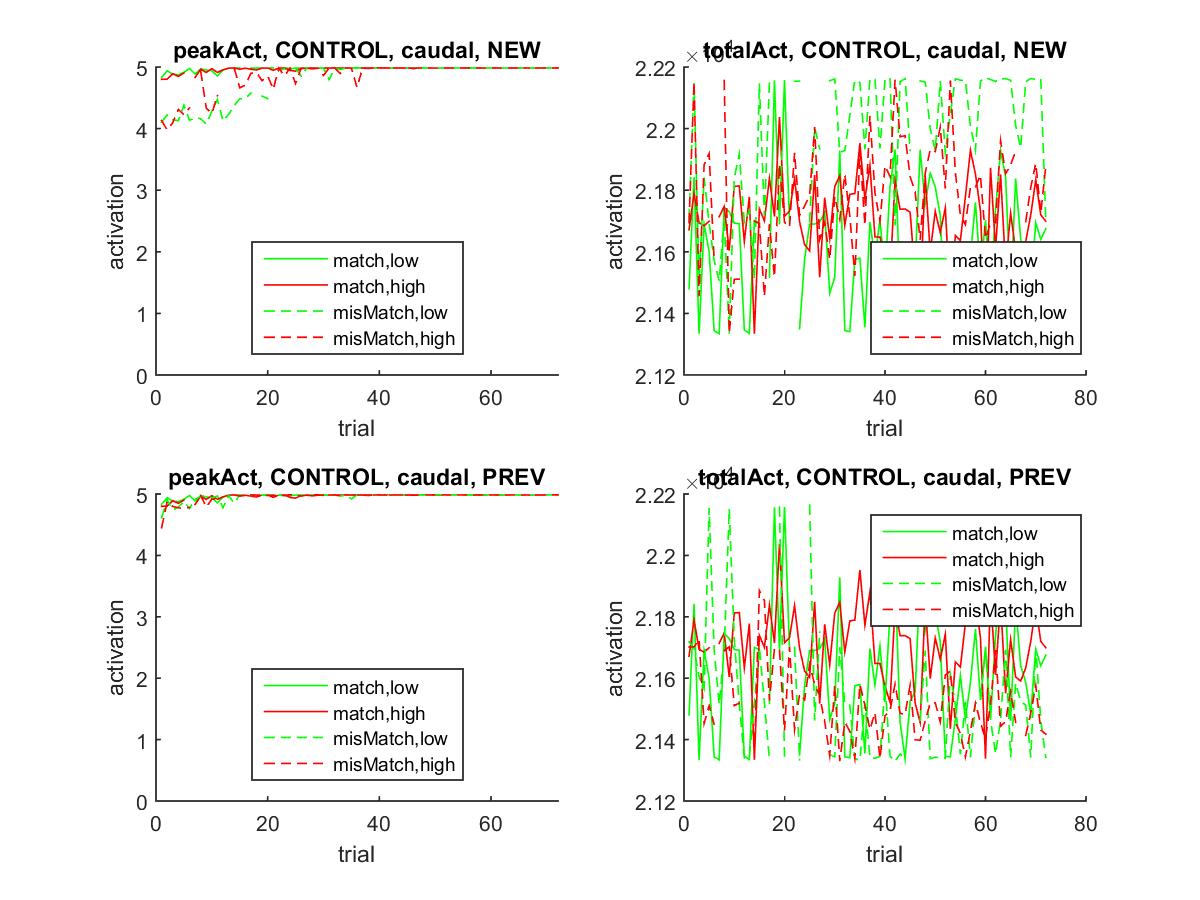 peakAct, CONTROL, caudal, NEW
5
4
3
2
1
0
activation
match,low
match,high
misMatch,low
misMatch,high
0 20 40 60
trial
totalAct, CONTROL, caudal, NEW
2.22
2.2
2.18
2.16
2.14
2.12
activation
match,low
match,high
misMatch,low
misMatch,high
0 20 40 60 80
trial
peakAct, CONTROL, caudal, PREV
5
4
3
2
1
0
activation
match,low
match,high
misMatch,low
misMatch,high
0 20 40 60
trial
totalAct, CONTROL, caudal, PREV
2.22
2.2
2.18
2.16
2.14
2.12
activation
match,low
match,high
misMatch,low
misMatch,high
0 20 40 60 80
trial